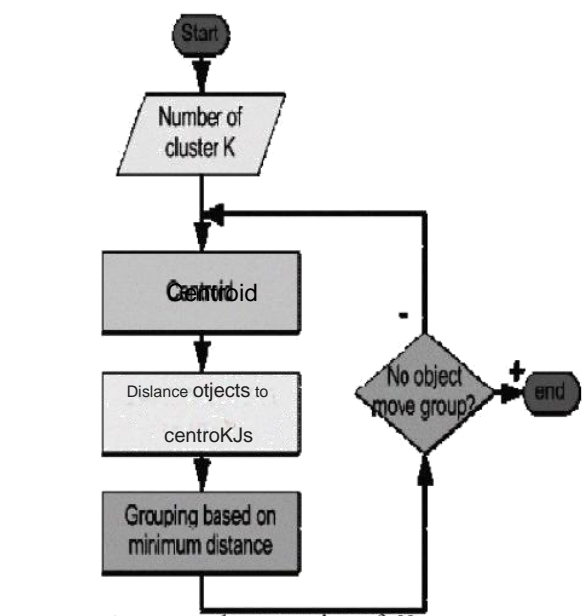 Start
Number of
cluster K
Centroid
Dislance otjects to
centroKJs
Grouping based on
minimum distance
-
No object
move group?
+
end